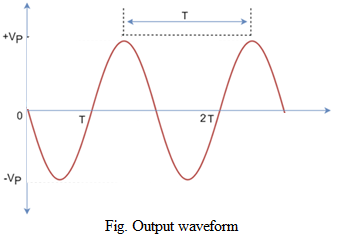 T
+VP
0
T
2T
-VP
Fig. Output waveform